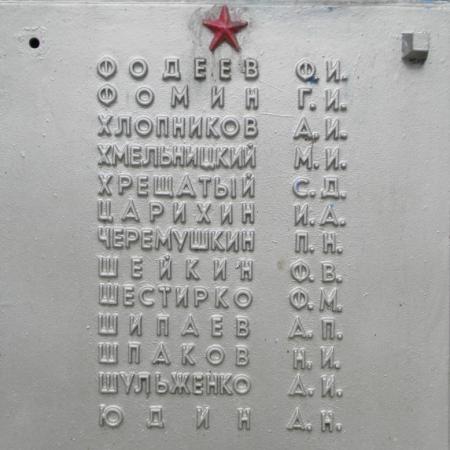 ФОДЕЕВ Ф.И.
ФОМИН Г.И.
ХЛОПНИКОВ А.И.
ХМЕЛЬНИЦКИЙ М.И.
ХРЕЩАТЫЙ С.Д.
ЦАРИХИН И.А.
ЧЕРЕМУШКИН П.Н.
ШЕЙКИН Ф.В.
ШЕСТИРКО Ф.М.
ШИПАЕВ А.П.
ШПАКОВ Н.И.
ШУЛЬЖЕНКО А.И.
ЮДИН А.Н.